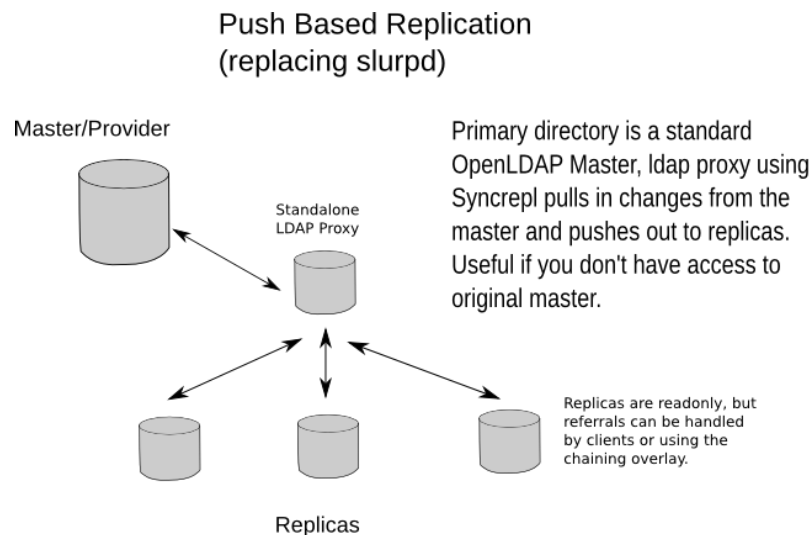 Push Based Replication
(replacing slurpd)
Master/Provider
Primary directory is a standard
OpenLDAP Master, ldap proxy using
Syncrepl pulls in changes from the
master and pushes out to replicas.
Useful if you don't have access to
original master.
Standalone
LDAP Proxy
Replicas are readonly, but
referrals can be handled
by clients or using the
chaining overlay.
Replicas